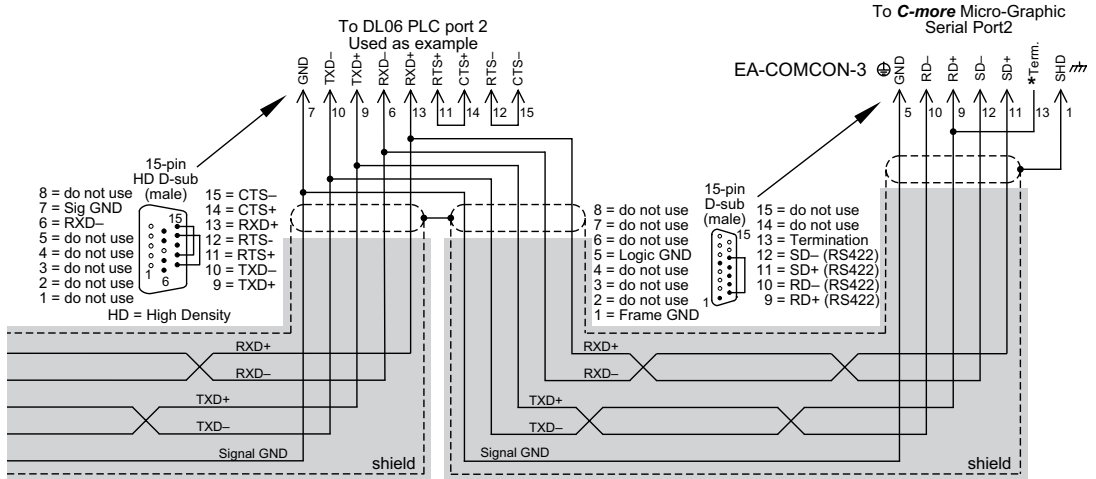 To DL06 PLC port 2
Used as example
GND
TXD–
TXD+
RXD–
RXD+
RTS+
CTS+
RTS–
CTS–
7
10
9
6
13
11
14
12
15
15-pin
HD D-sub
(male)
8 = do not use
7 = Sig GND
6 = RXD–
5 = do not use
4 = do not use
3 = do not use
2 = do not use
1 = do not use
15
1
6
15 = CTS–
14 = CTS+
13 = RXD+
12 = RTS-
11 = RTS+
10 = TXD–
9 = TXD+
HD = High Density
To C-more Micro-Graphic
Serial Port2
EA-COMCON-3
GND
RD–
RD+
SD–
SD+
*Term.
SHD
5
10
9
12
11
13
1
15-pin
D-sub
(male)
8 = do not use
7 = do not use
6 = do not use
5 = Logic GND
4 = do not use
3 = do not use
2 = do not use
1 = Frame GND
15
1
15 = do not use
14 = do not use
13 = Termination
12 = SD– (RS422)
11 = SD+ (RS422)
10 = RD– (RS422)
9 = RD+ (RS422)
RXD+
RXD–
TXD+
TXD–
Signal GND
shield
RXD+
RXD–
TXD+
TXD–
Signal GND
shield